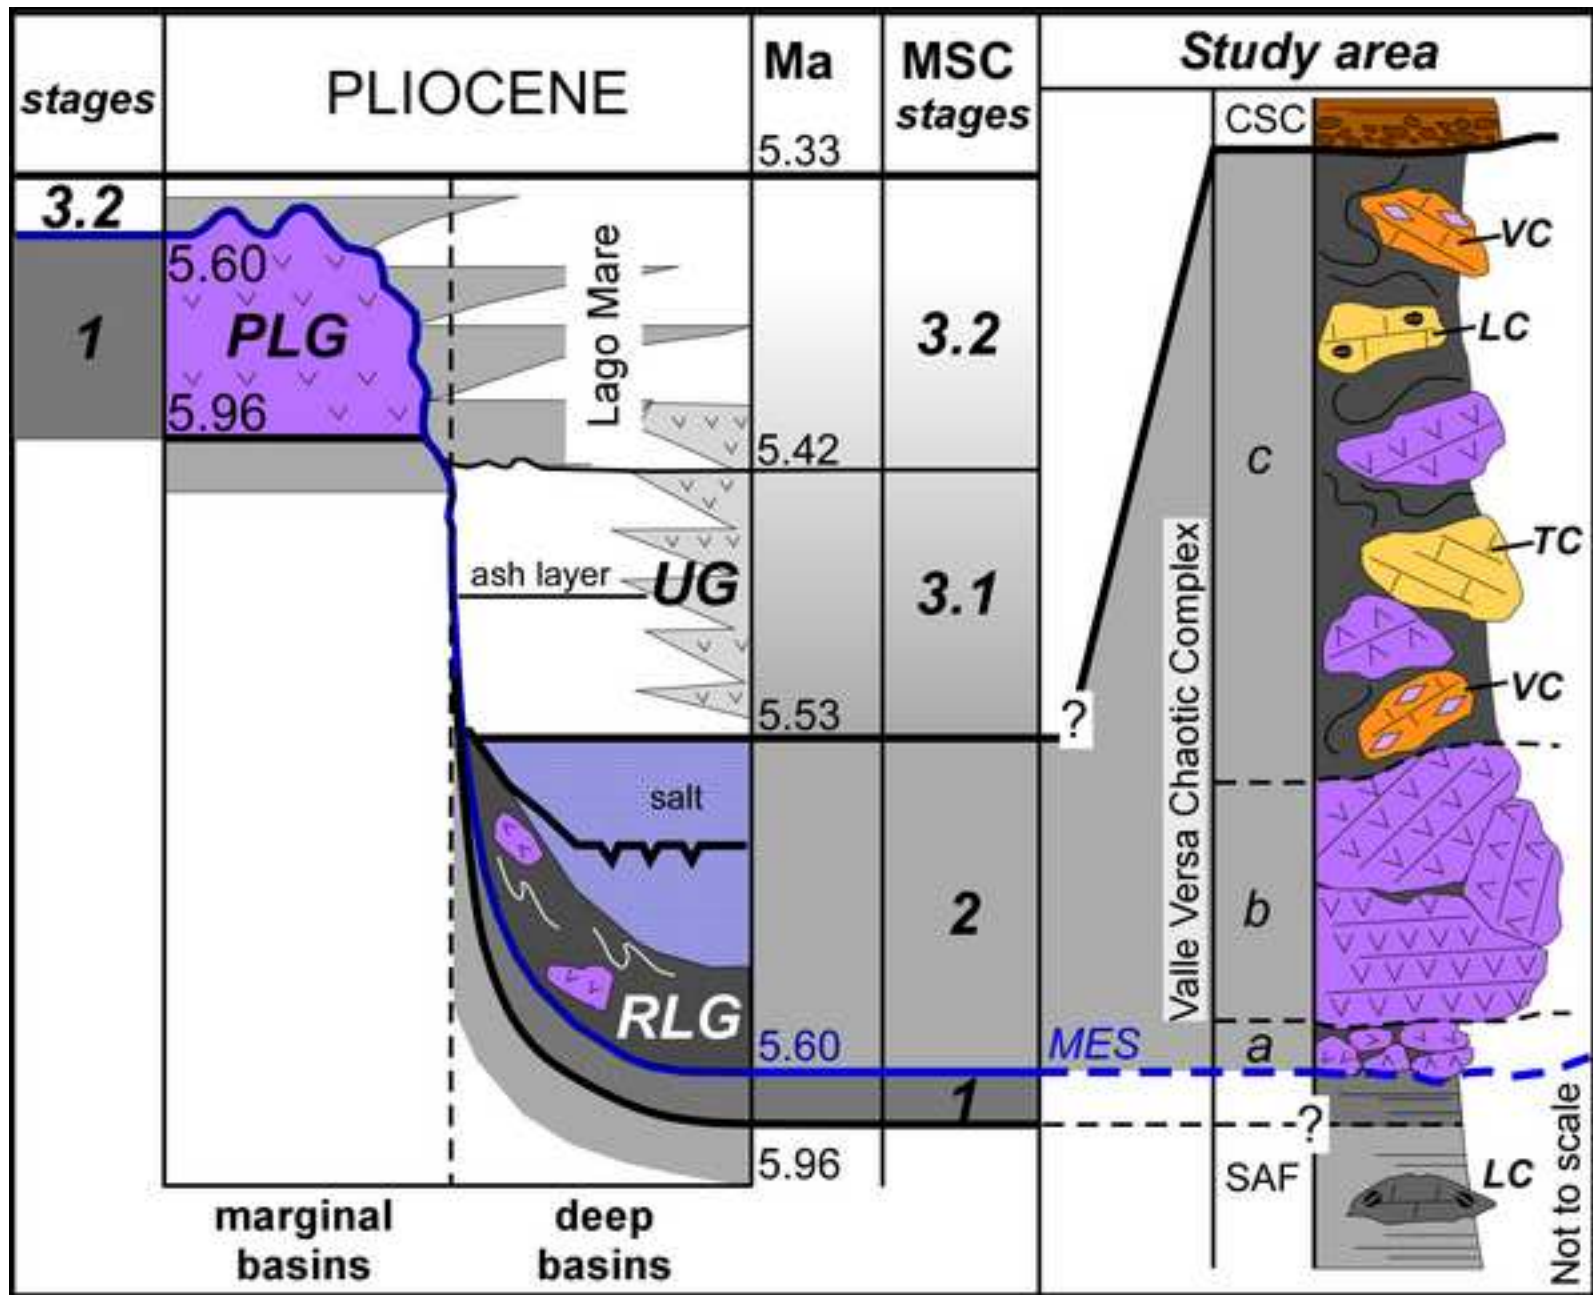 stages
PLIOCENE
Ma
5.33
MSC
stages
Study area
3.2
1
5.60
PLG
5.96
Lago Mare
5.42
3.2
ash layer
UG
5.53
3.1
salt
RLG
2
5.60
1
5.96
marginal
basins
deep
basins
?
MES
Valle Versa Chaotic Complex
CSC
c
b
a
?
SAF
VC
LC
TC
VC
LC
Not to scale